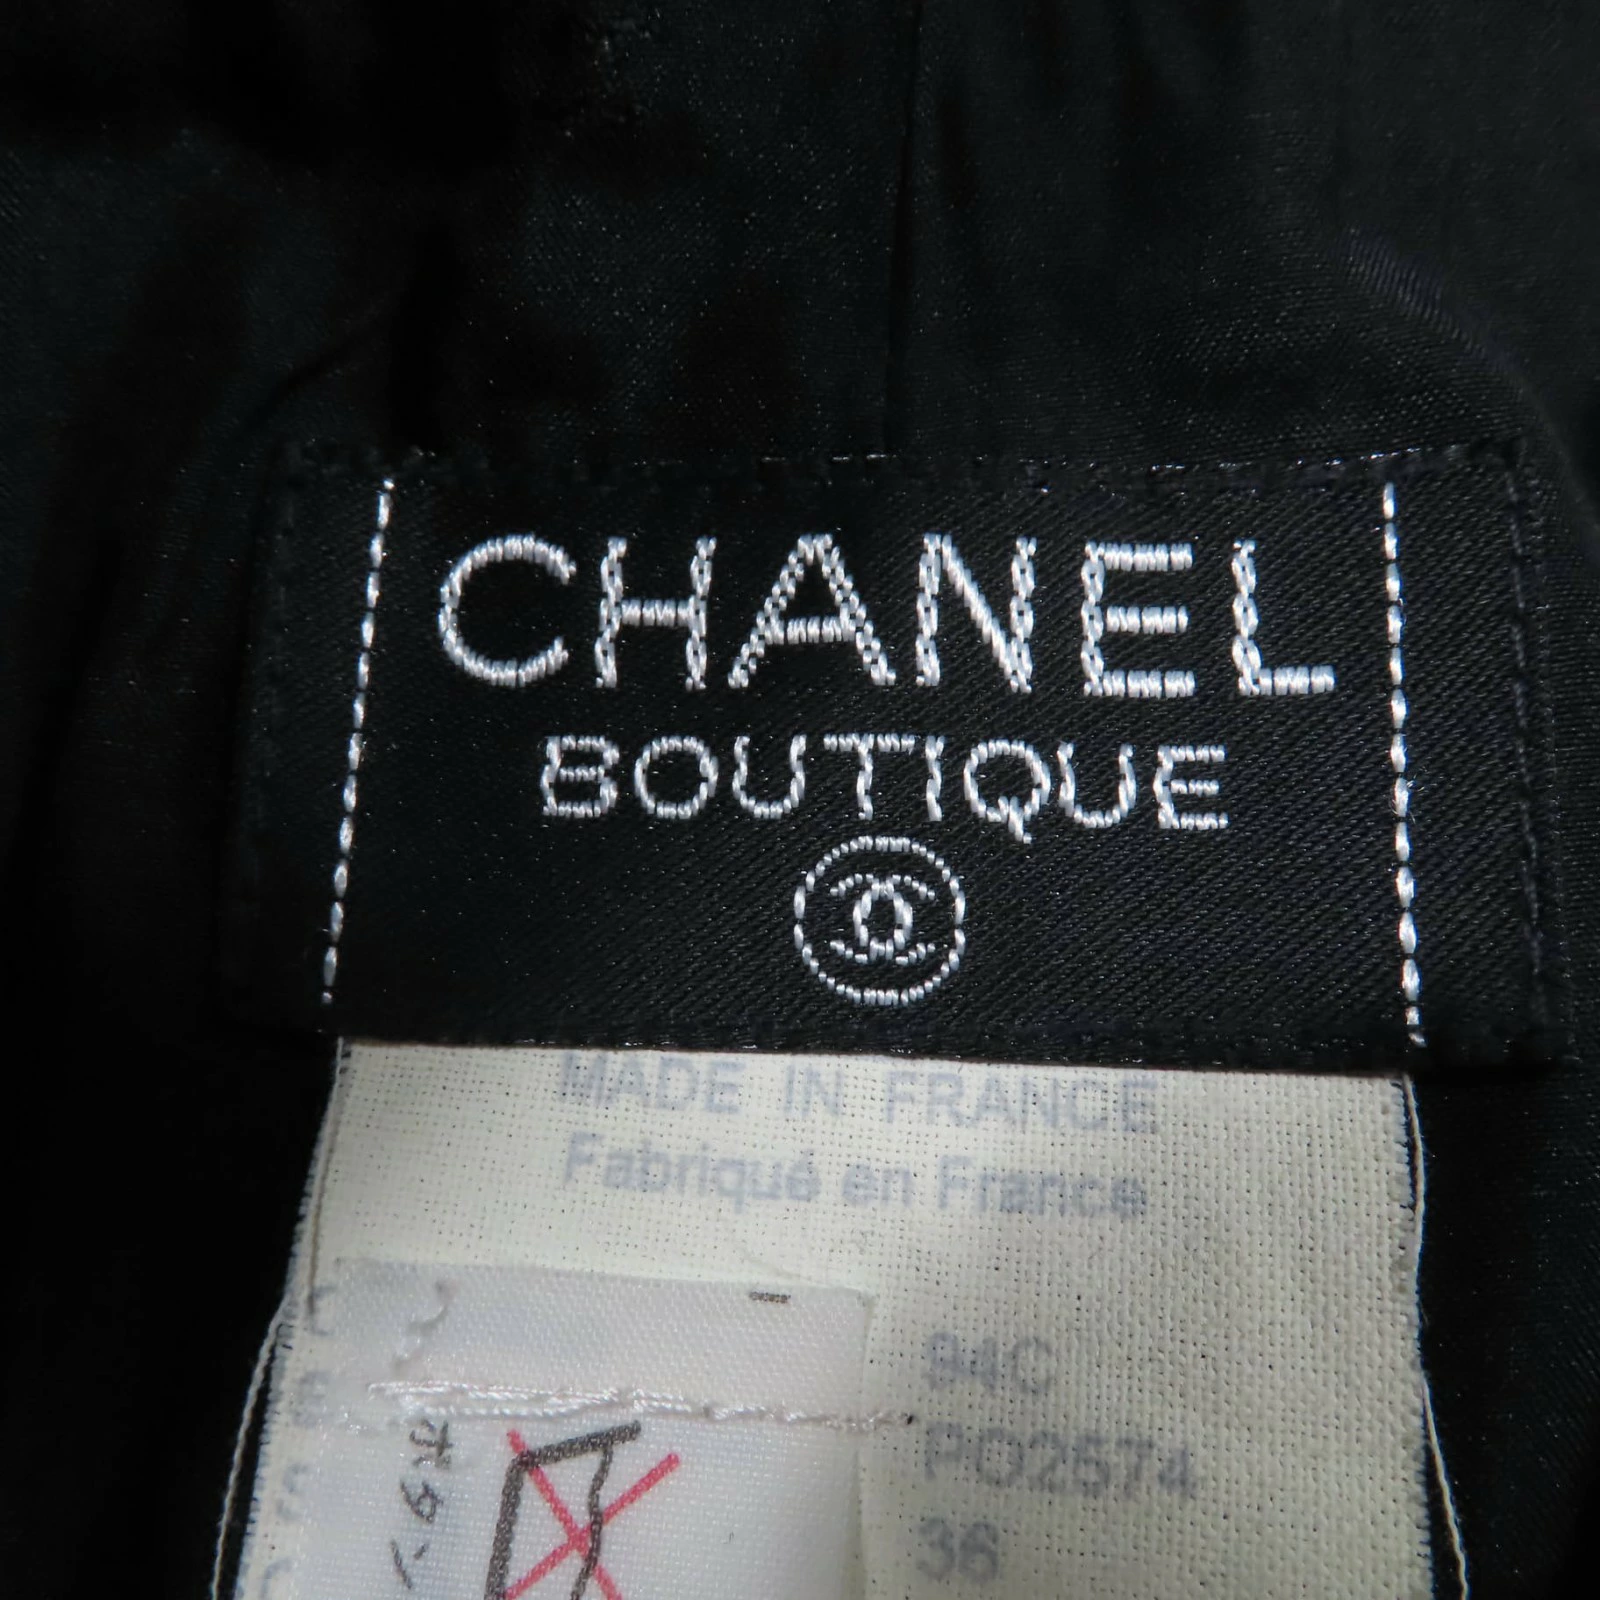 CHANEL
BOUTIQUE
MADE IN FRANCE
Fabriqué en France
94C
P02574
36